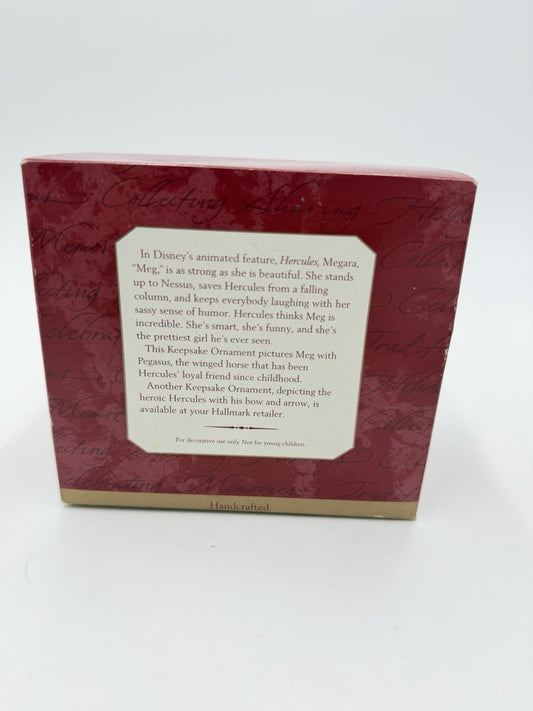 Collecting Sharing
Memor
In Disney's animated feature, Hercules, Megara,
"Meg," is as strong as she is beautiful. She stands
up to Nessus, saves Hercules from a falling
column, and keeps everybody laughing with her
sassy sense of humor. Hercules thinks Meg is
incredible. She's smart, she's funny, and she's
the prettiest girl he's ever seen.
This Keepsake Ornament pictures Meg with
Pegasus, the winged horse that has been
Hercules' loyal friend since childhood.
Another Keepsake Ornament, depicting the
heroic Hercules with his bow and arrow, is
available at your Hallmark retailer.
For decorative use only. Not for young children.
Memories
Handcrafted